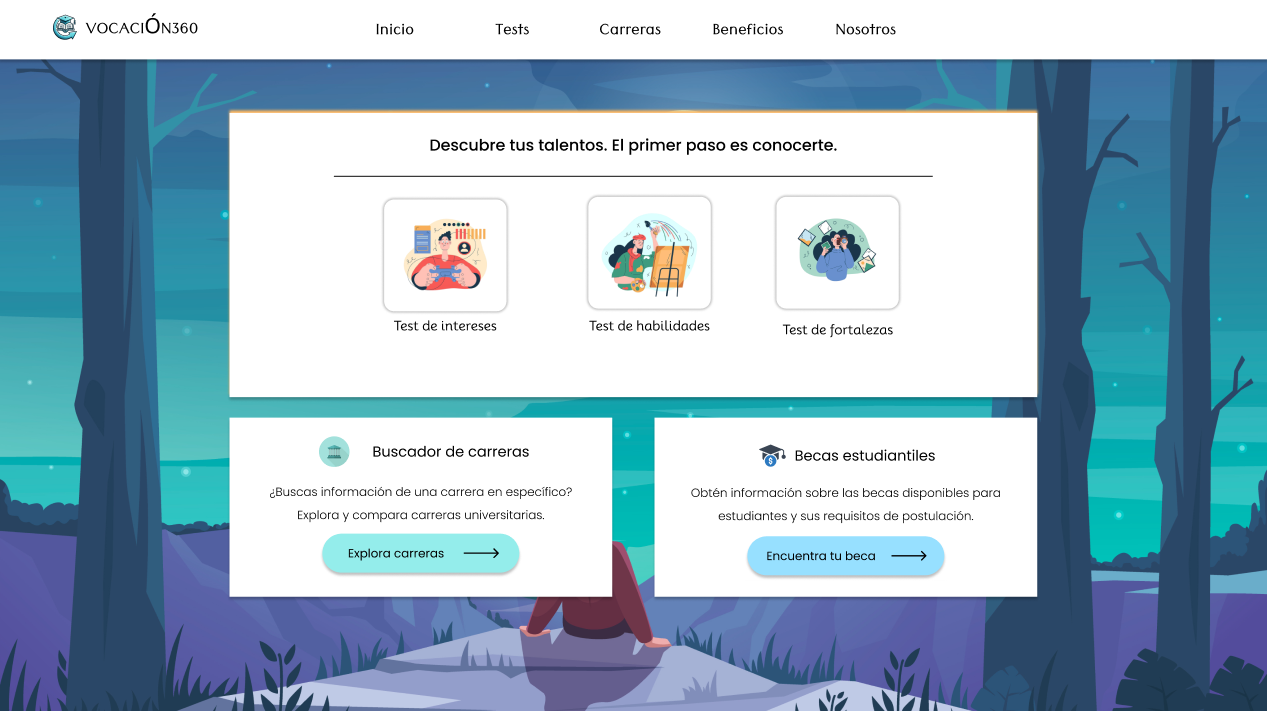 VOCACIÓN360
Inicio
Tests
Carreras
Beneficios
Nosotros
Descubre tus talentos. El primer paso es conocerte.
Test de intereses
Test de habilidades
Test de fortalezas
Buscador de carreras
¿Buscas información de una carrera en específico?
Explora y compara carreras universitarias.
Explora carreras
$
Becas estudiantiles
Obtén información sobre las becas disponibles para
estudiantes y sus requisitos de postulación.
Encuentra tu beca